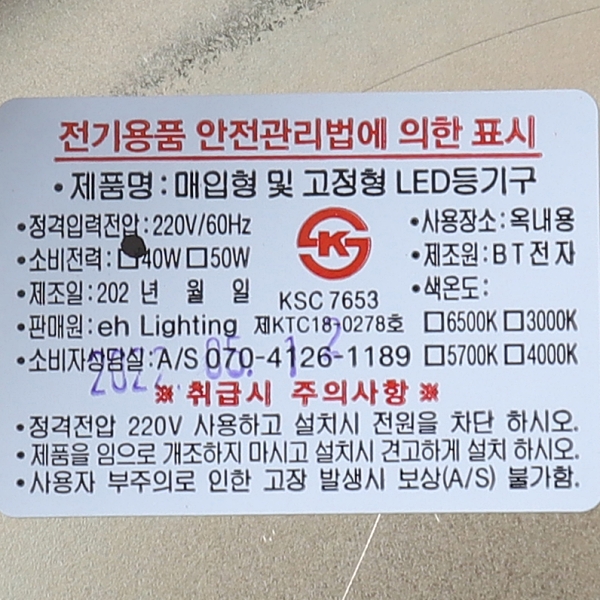 전기용품 안전관리법에 의한 표시
•제품명:매입형 및 고정형 LED등기구
•정격입력전압:220V/60Hz
•소비전력:□40W □50W
•제조일:202 년 월 일
•판매원:eh Lighting
•소비자상담실:A/S 070-4126-1189
KS
KSC 7653
제KTC18-0278호
•사용장소:옥내용
•제조원:BT전자
•색온도:
□6500K □3000K
□5700K □4000K
2022. 05. 12
※ 취급시 주의사항 ※
•정격전압 220V 사용하고 설치시 전원을 차단 하시오.
•제품을 임으로 개조하지 마시고 설치시 견고하게 설치 하시오.
•사용자 부주의로 인한 고장 발생시 보상(A/S) 불가함.